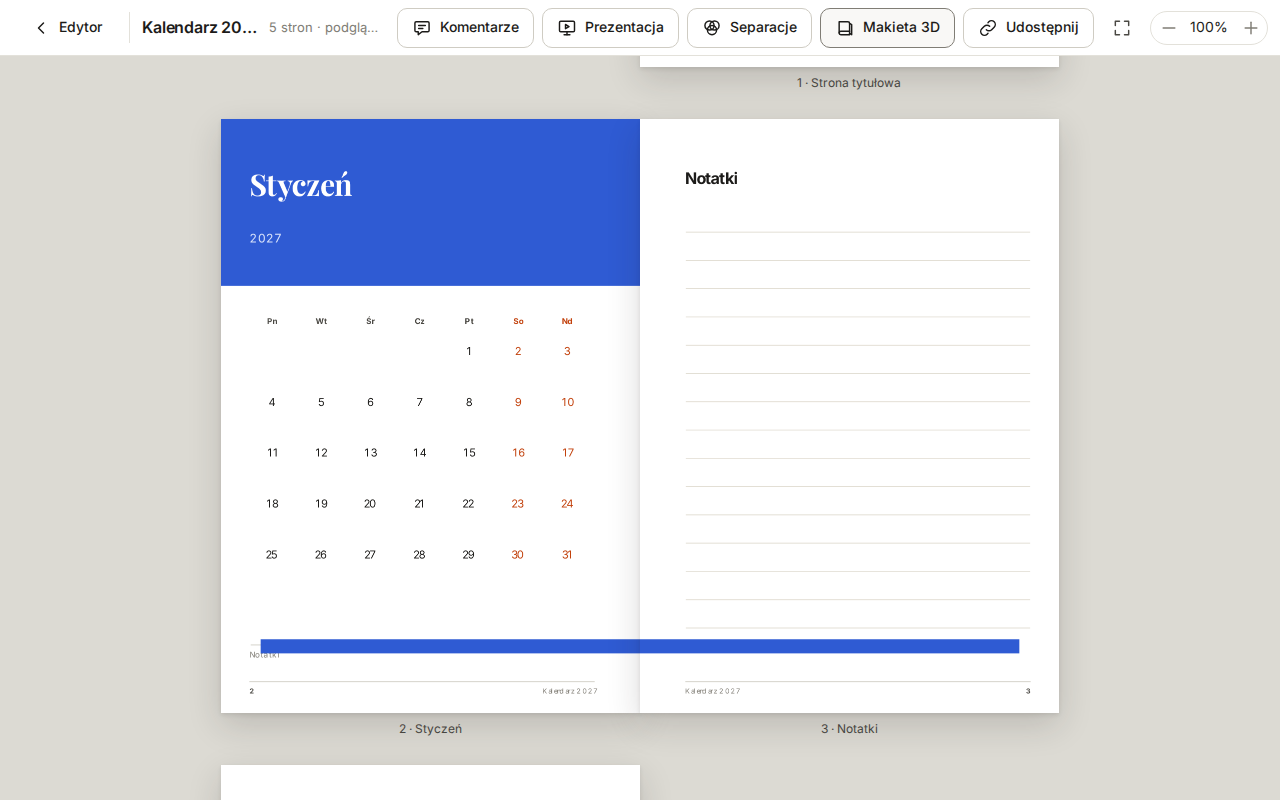 Edytor
Kalendarz 20… 5 stron · podglą…
Komentarze
Prezentacja
Separacje
Makieta 3D
Udostępnij
100%
1 · Strona tytułowa
Styczeń
2027
Pn Wt Śr Cz Pt So Nd
1 2 3
4 5 6 7 8 9 10
11 12 13 14 15 16 17
18 19 20 21 22 23 24
25 26 27 28 29 30 31
Notatki
2 Kalendarz 2027
Notatki
Kalendarz 2027 3
2 · Styczeń
3 · Notatki